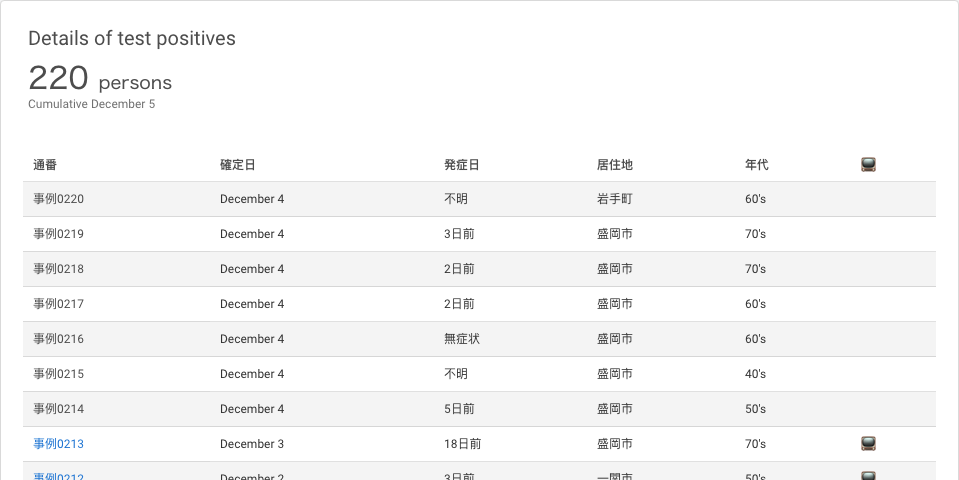 Details of test positives
220 persons
Cumulative December 5
通番 確定日 発症日 居住地 年代
事例0220 December 4 不明 岩手町 60's
事例0219 December 4 3日前 盛岡市 70's
事例0218 December 4 2日前 盛岡市 70's
事例0217 December 4 2日前 盛岡市 60's
事例0216 December 4 無症状 盛岡市 60's
事例0215 December 4 不明 盛岡市 40's
事例0214 December 4 5日前 盛岡市 50's
事例0213 December 3 18日前 盛岡市 70's
事例0212 December 2 3日前 一関市 50's